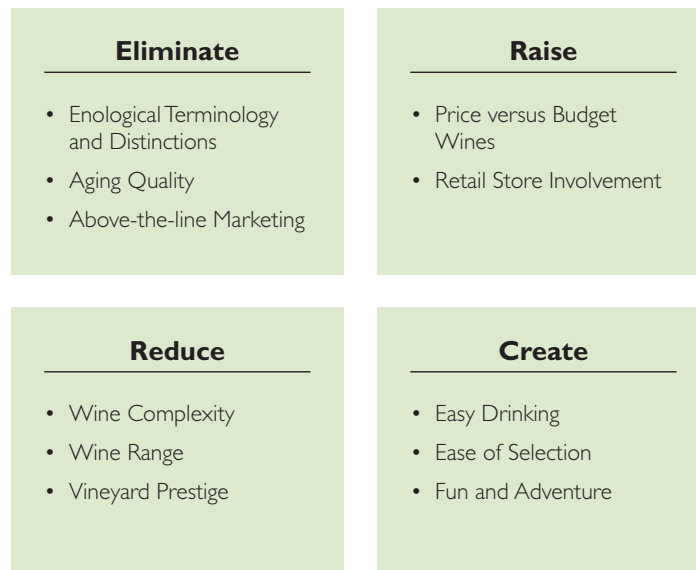 Eliminate
• Enological Terminology
and Distinctions
• Aging Quality
• Above-the-line Marketing
Raise
• Price versus Budget
Wines
• Retail Store Involvement
Reduce
• Wine Complexity
• Wine Range
• Vineyard Prestige
Create
• Easy Drinking
• Ease of Selection
• Fun and Adventure